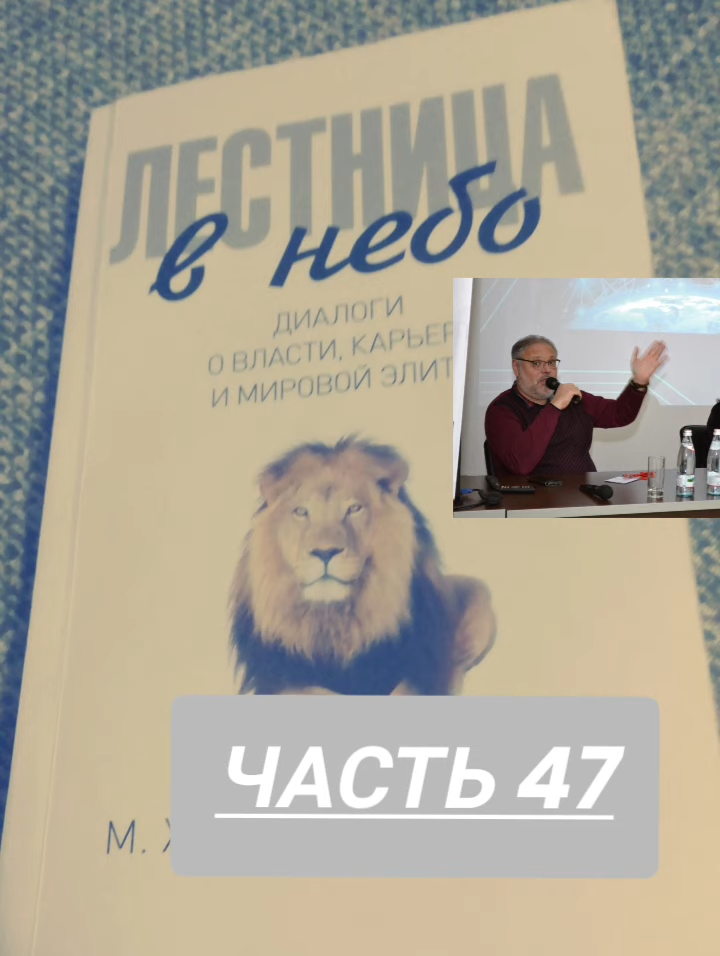 ЛЕСТНИЦА
в небо
ДИАЛОГИ
О ВЛАСТИ, КАРЬЕР
И МИРОВОЙ ЭЛИТ
ЧАСТЬ 47
М. Х